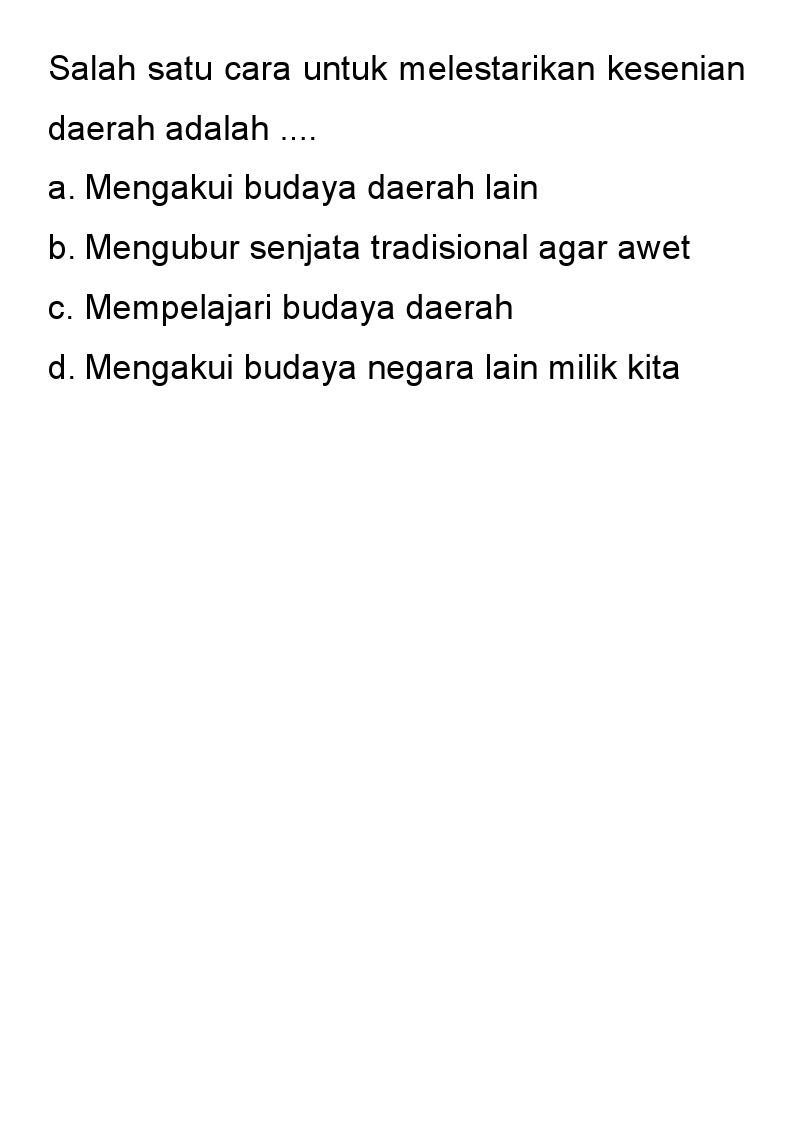 Salah satu cara untuk melestarikan kesenian
daerah adalah ....
a. Mengakui budaya daerah lain
b. Mengubur senjata tradisional agar awet
c. Mempelajari budaya daerah
d. Mengakui budaya negara lain milik kita